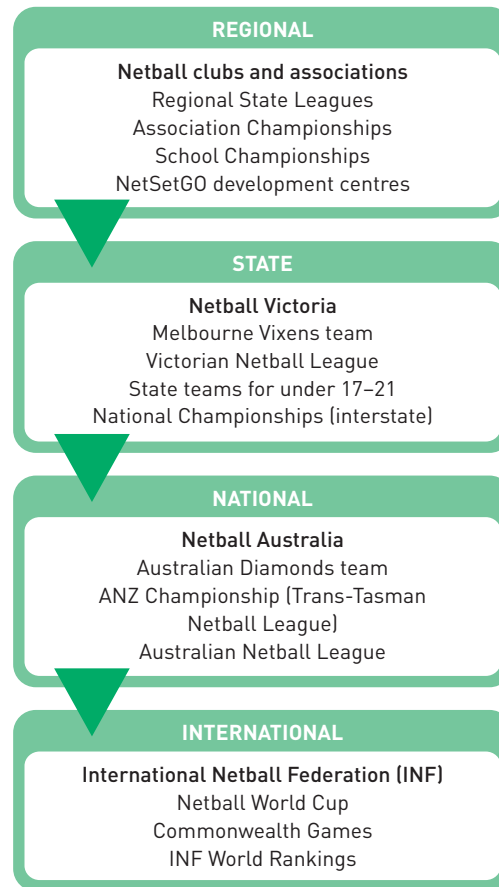 REGIONAL
Netball clubs and associations
Regional State Leagues
Association Championships
School Championships
NetSetGO development centres
STATE
Netball Victoria
Melbourne Vixens team
Victorian Netball League
State teams for under 17–21
National Championships (interstate)
NATIONAL
Netball Australia
Australian Diamonds team
ANZ Championship (Trans-Tasman
Netball League)
Australian Netball League
INTERNATIONAL
International Netball Federation (INF)
Netball World Cup
Commonwealth Games
INF World Rankings